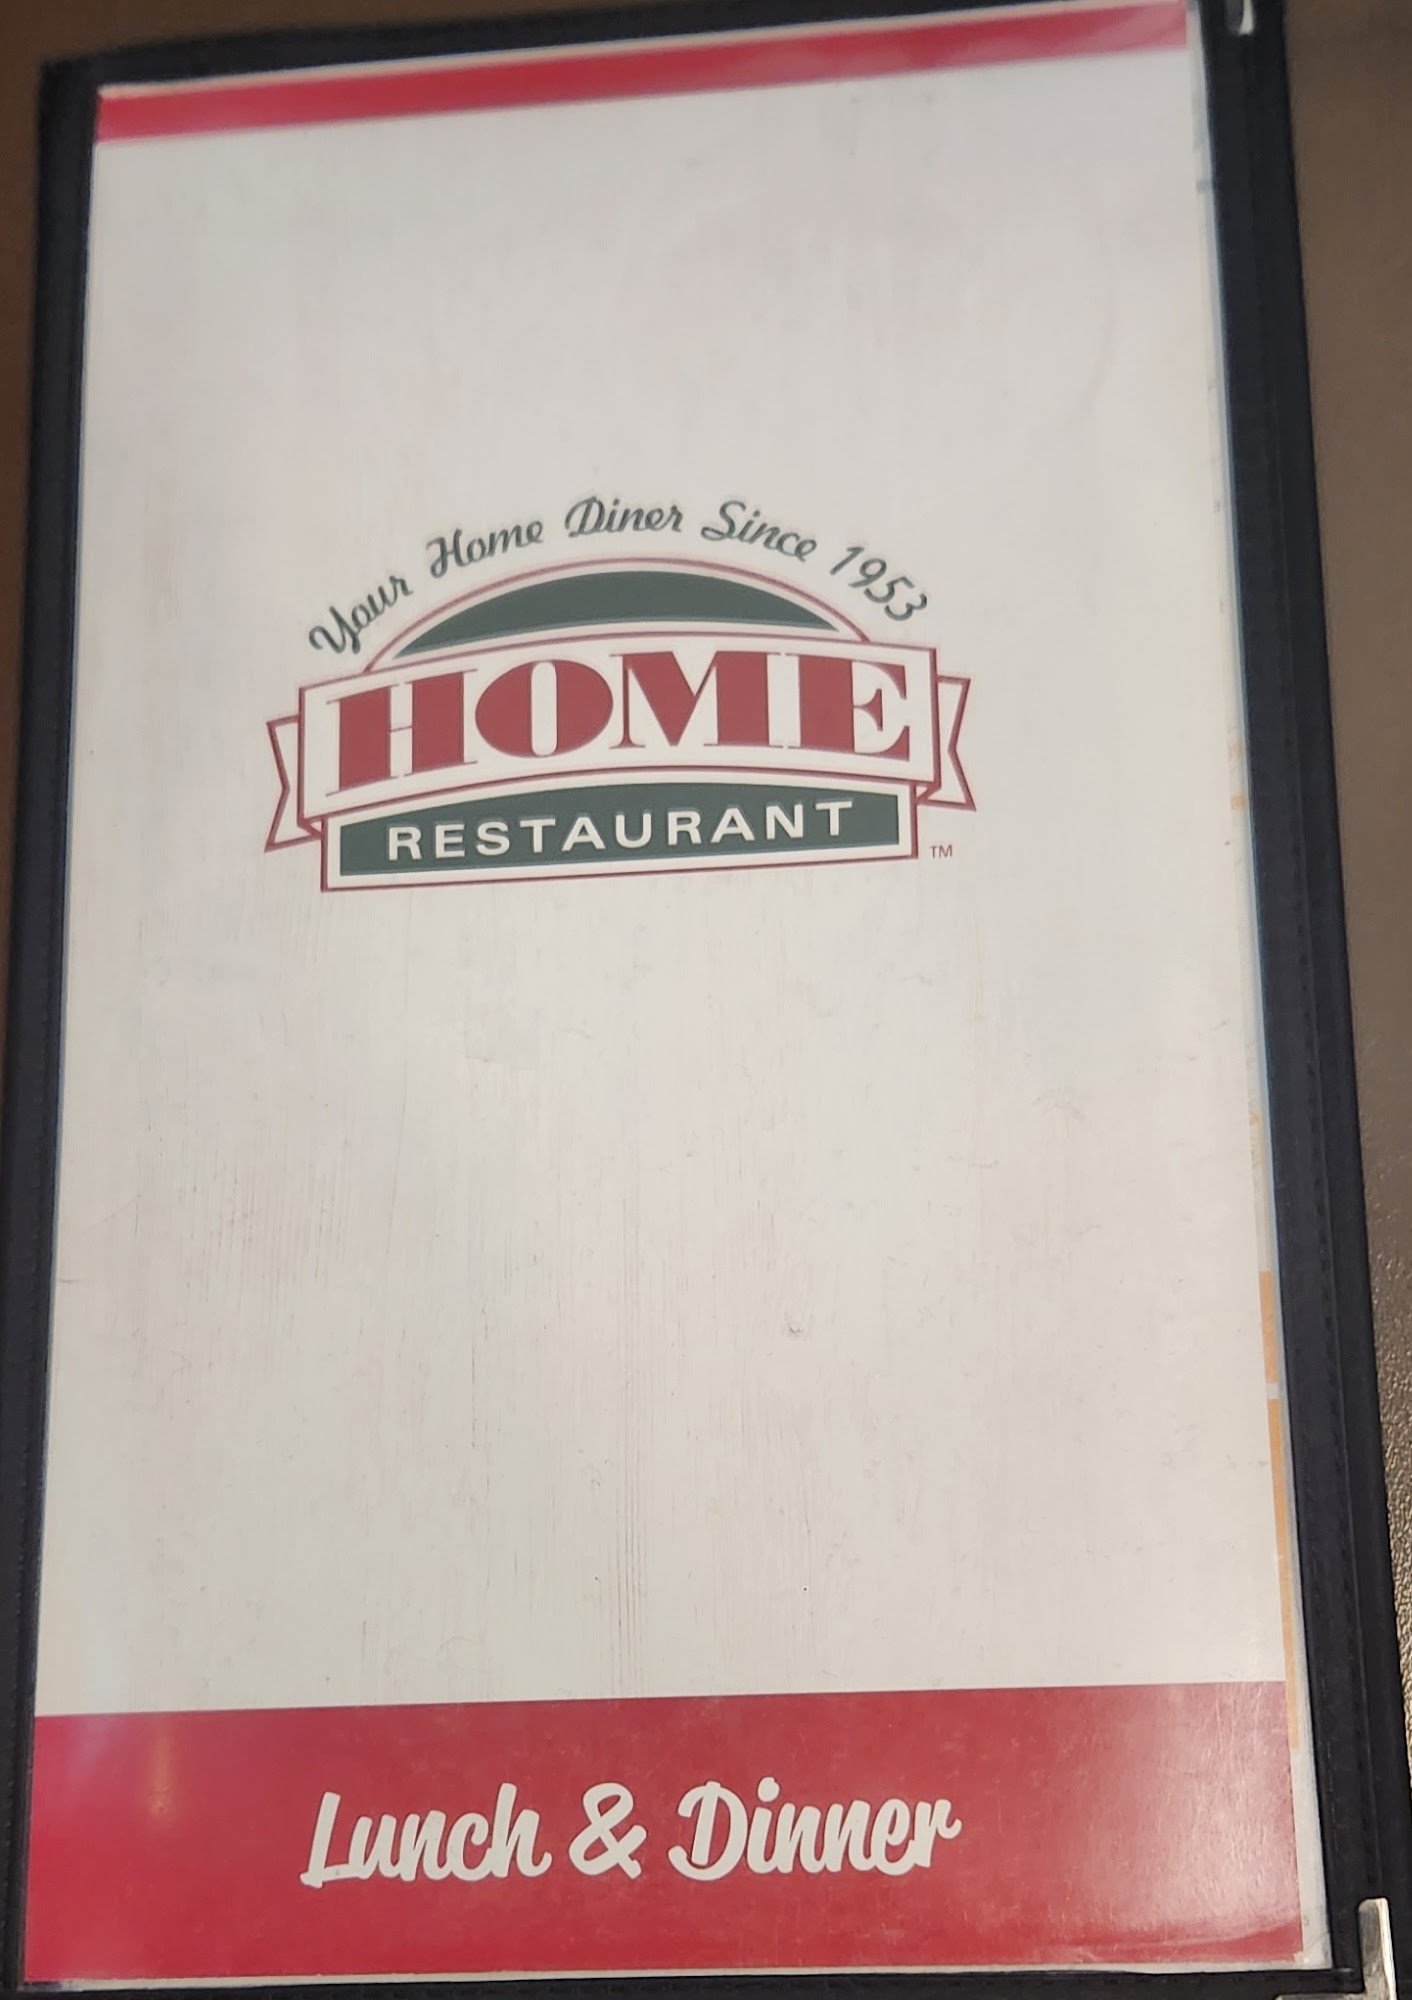 Your Home Diner Since 1953
HOME
RESTAURANT
TM
Lunch & Dinner